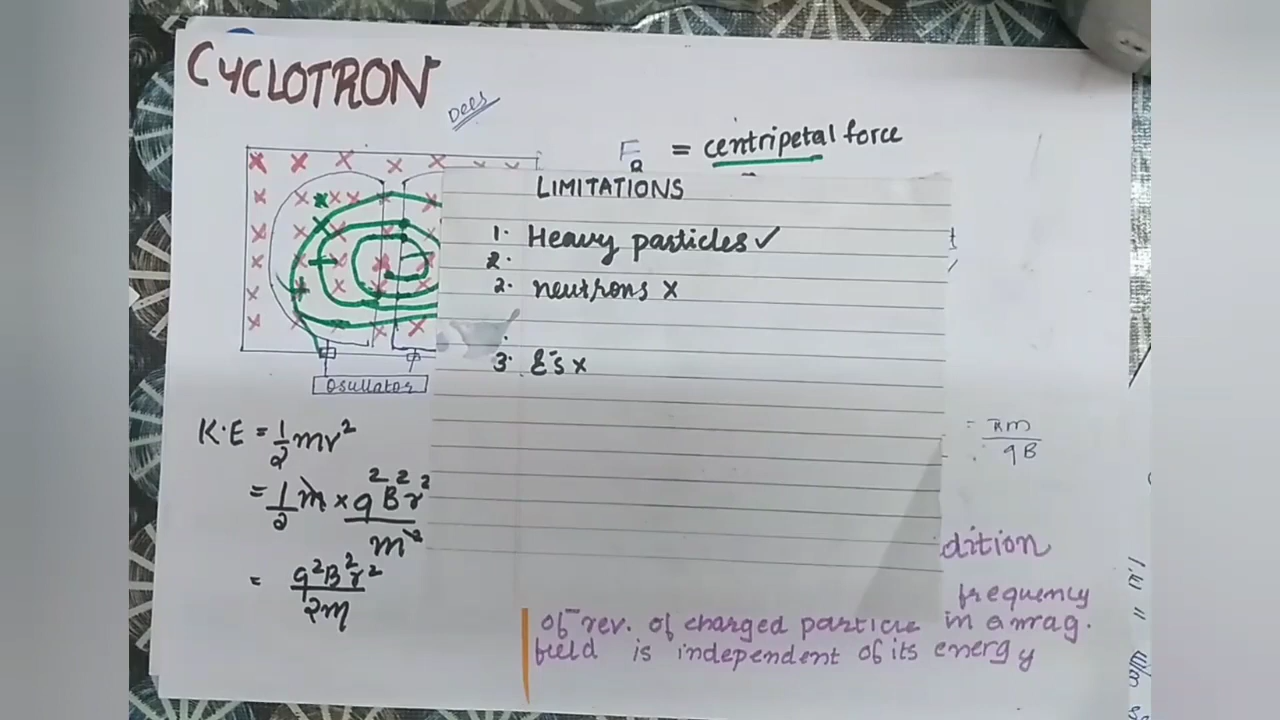 CYCLOTRON
Dees
F = centripetal force
B
LIMITATIONS
1. Heavy particles ✓
2.
2. neutrons x
3. ē's x
Oscillator
K.E = 1/2 mv²
= 1/2 m × q²B²r²/m²
= q²B²r²/2m
= πm/qB
dition
frequency
of rev. of charged particle in a mag.
field is independent of its energy